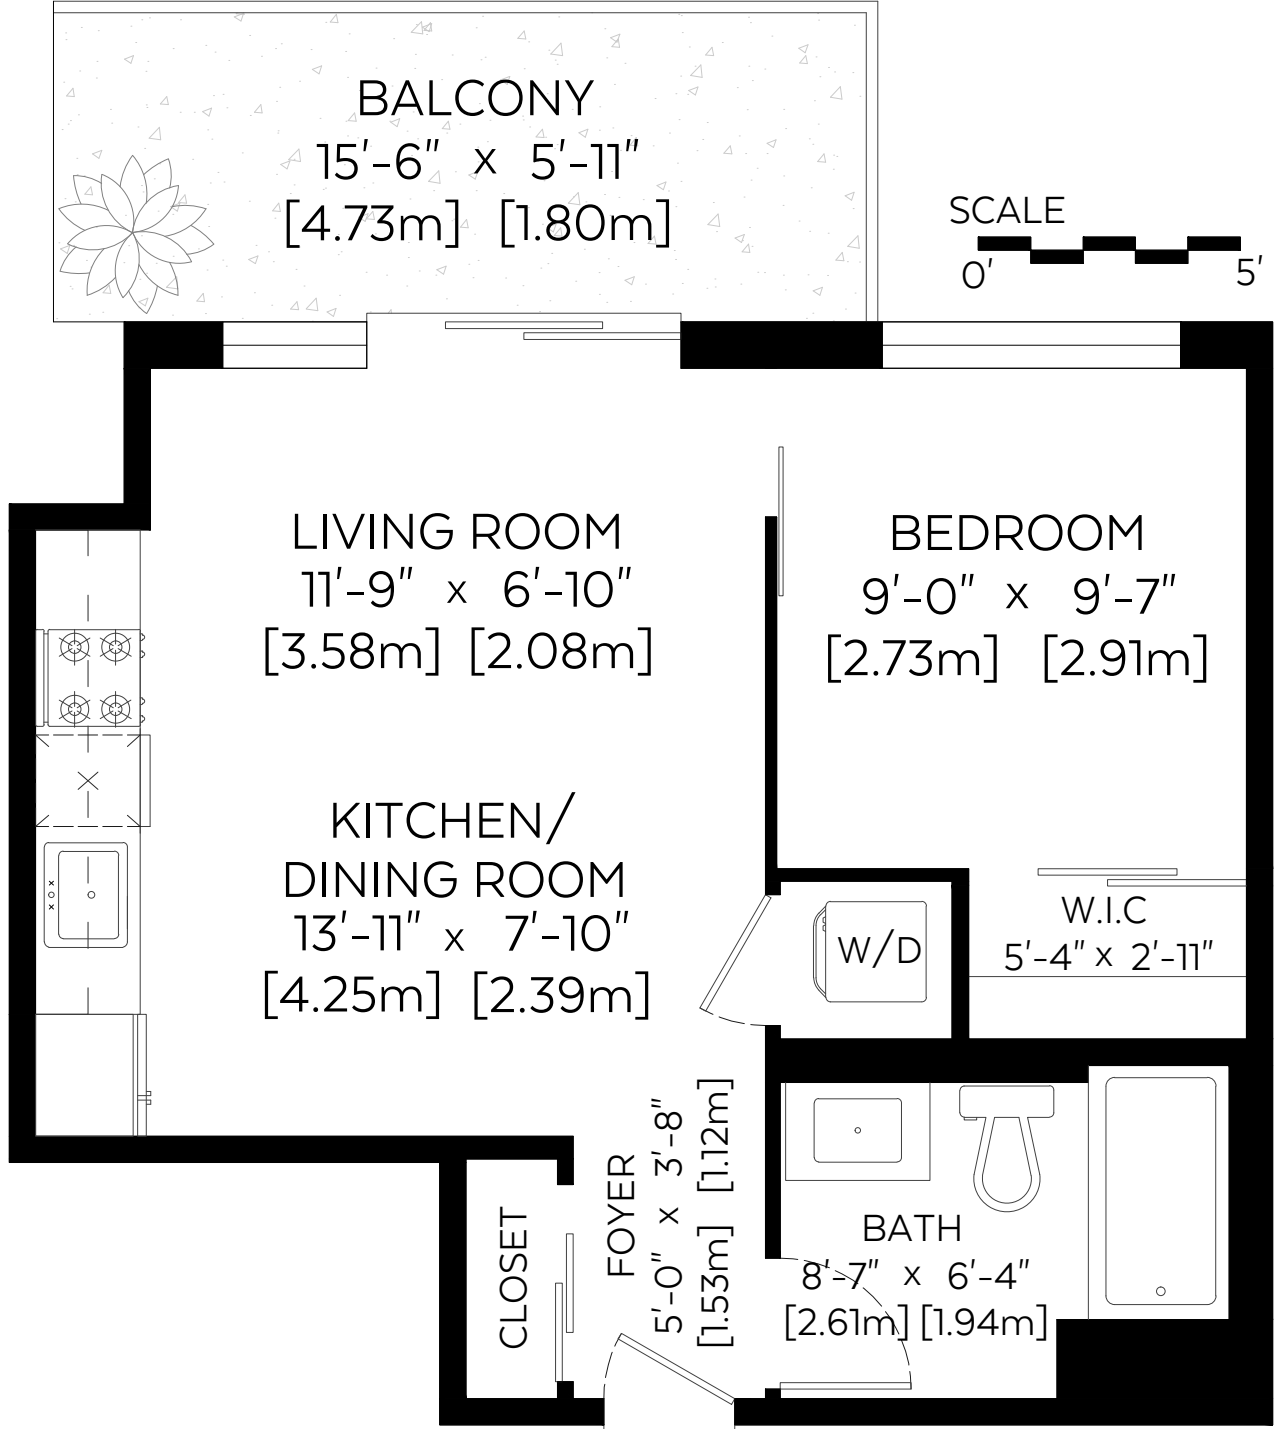 BALCONY
15'-6" x 5'-11"
[4.73m] [1.80m]
SCALE
0' 5'
LIVING ROOM
11'-9" x 6'-10"
[3.58m] [2.08m]
BEDROOM
9'-0" x 9'-7"
[2.73m] [2.91m]
KITCHEN/
DINING ROOM
13'-11" x 7'-10"
[4.25m] [2.39m]
W/D
W.I.C
5'-4" x 2'-11"
CLOSET
FOYER
5'-0" x 3'-8"
[1.53m] [1.12m]
BATH
8'-7" x 6'-4"
[2.61m] [1.94m]